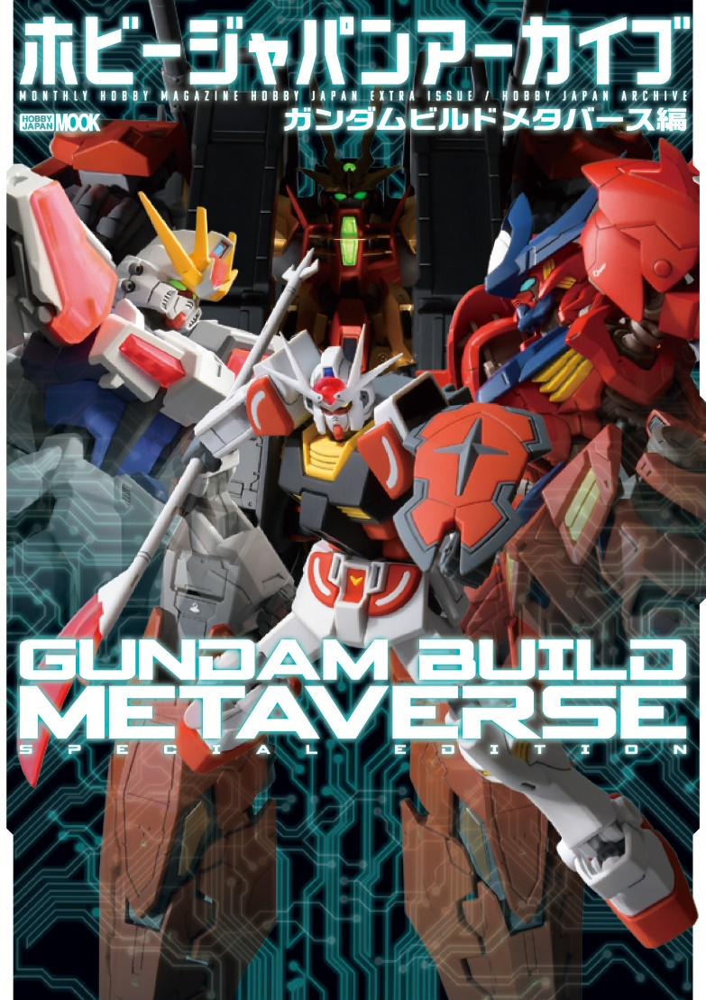 ホビージャパンアーカイブ
MONTHLY HOBBY MAGAZINE HOBBY JAPAN EXTRA ISSUE / HOBBY JAPAN ARCHIVE
HOBBY JAPAN MOOK
ガンダムビルドメタバース編
GUNDAM BUILD
METAVERSE
SPECIAL EDITION